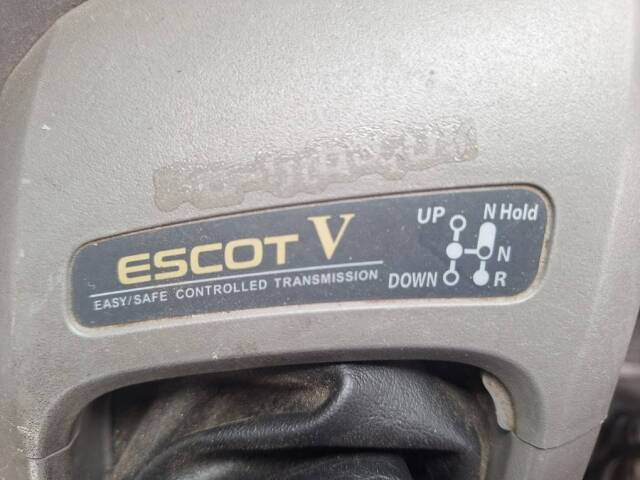 ESCOT V
EASY/SAFE CONTROLLED TRANSMISSION
UP N Hold
N
DOWN R